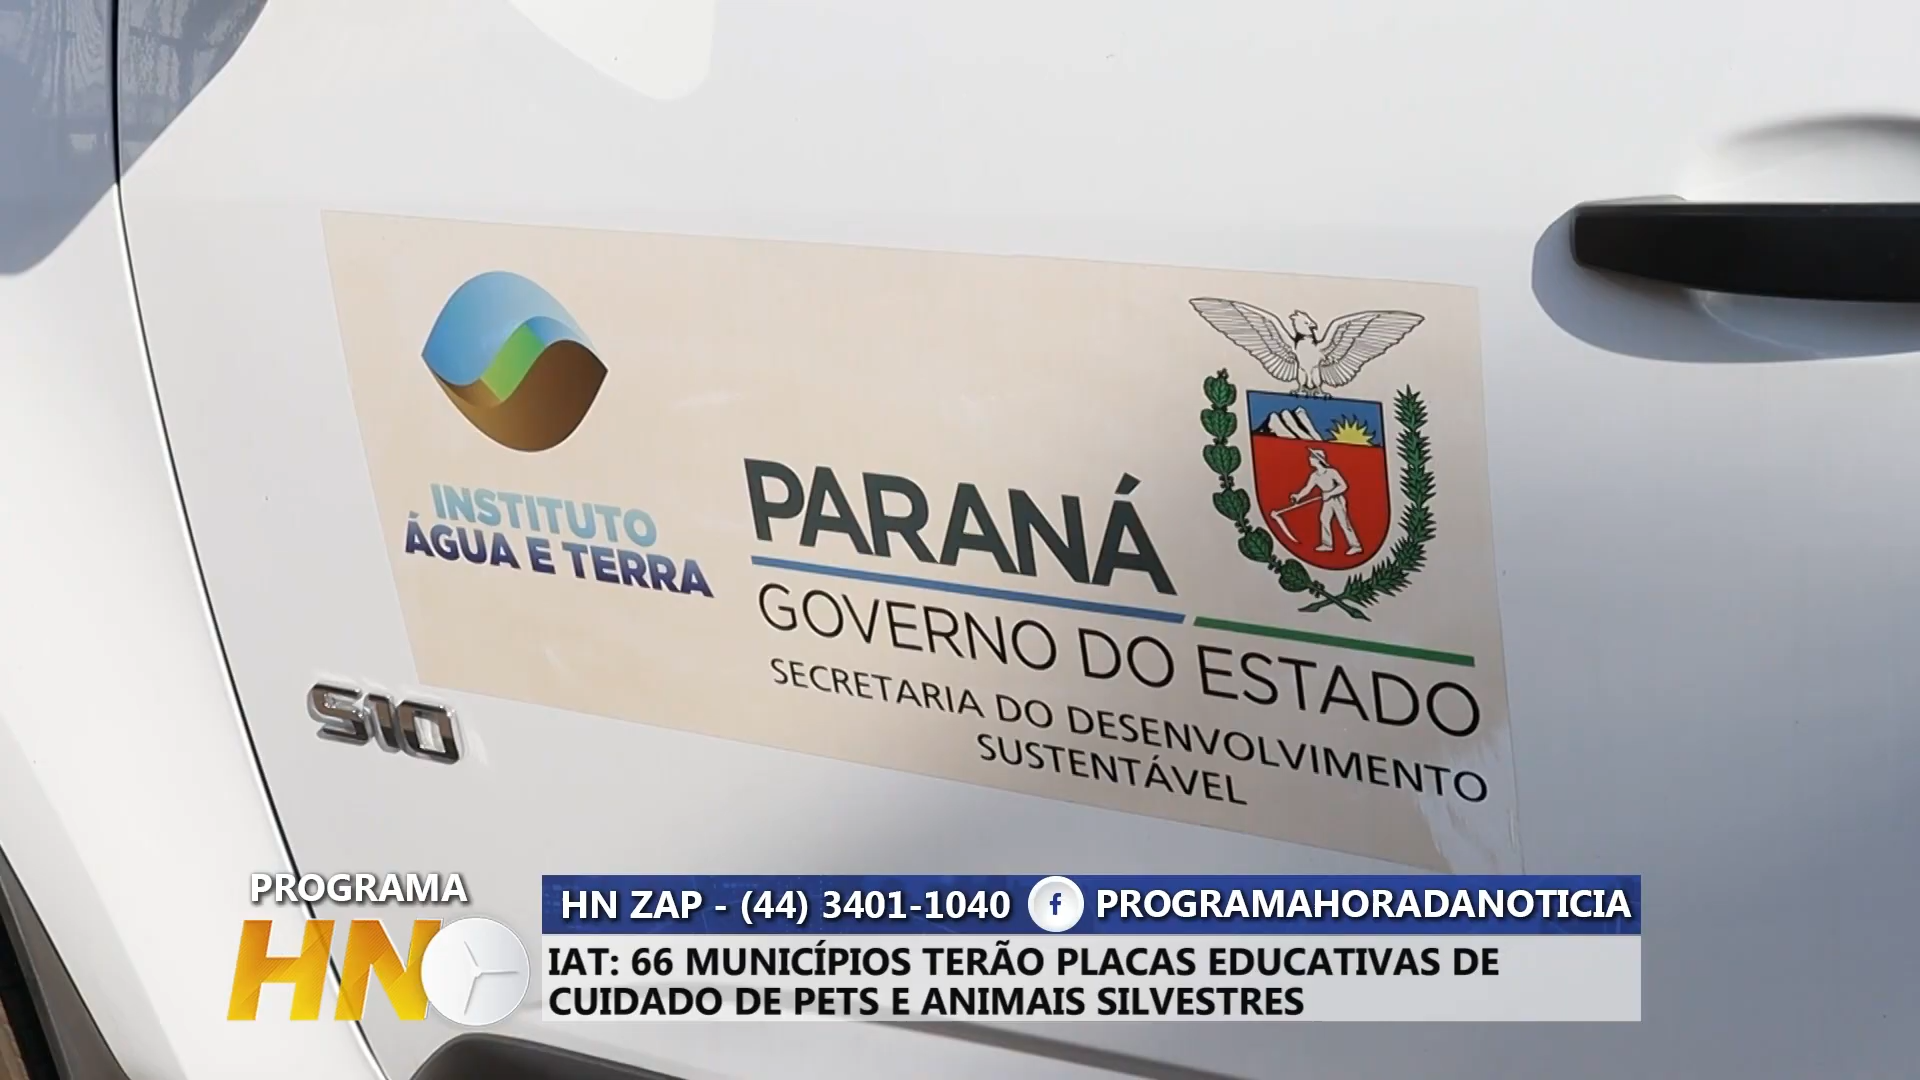 INSTITUTO
ÁGUA E TERRA
PARANÁ
GOVERNO DO ESTADO
SECRETARIA DO DESENVOLVIMENTO
SUSTENTÁVEL
S10
PROGRAMA
HN
HN ZAP - (44) 3401-1040 f PROGRAMAHORADANOTICIA
IAT: 66 MUNICÍPIOS TERÃO PLACAS EDUCATIVAS DE
CUIDADO DE PETS E ANIMAIS SILVESTRES